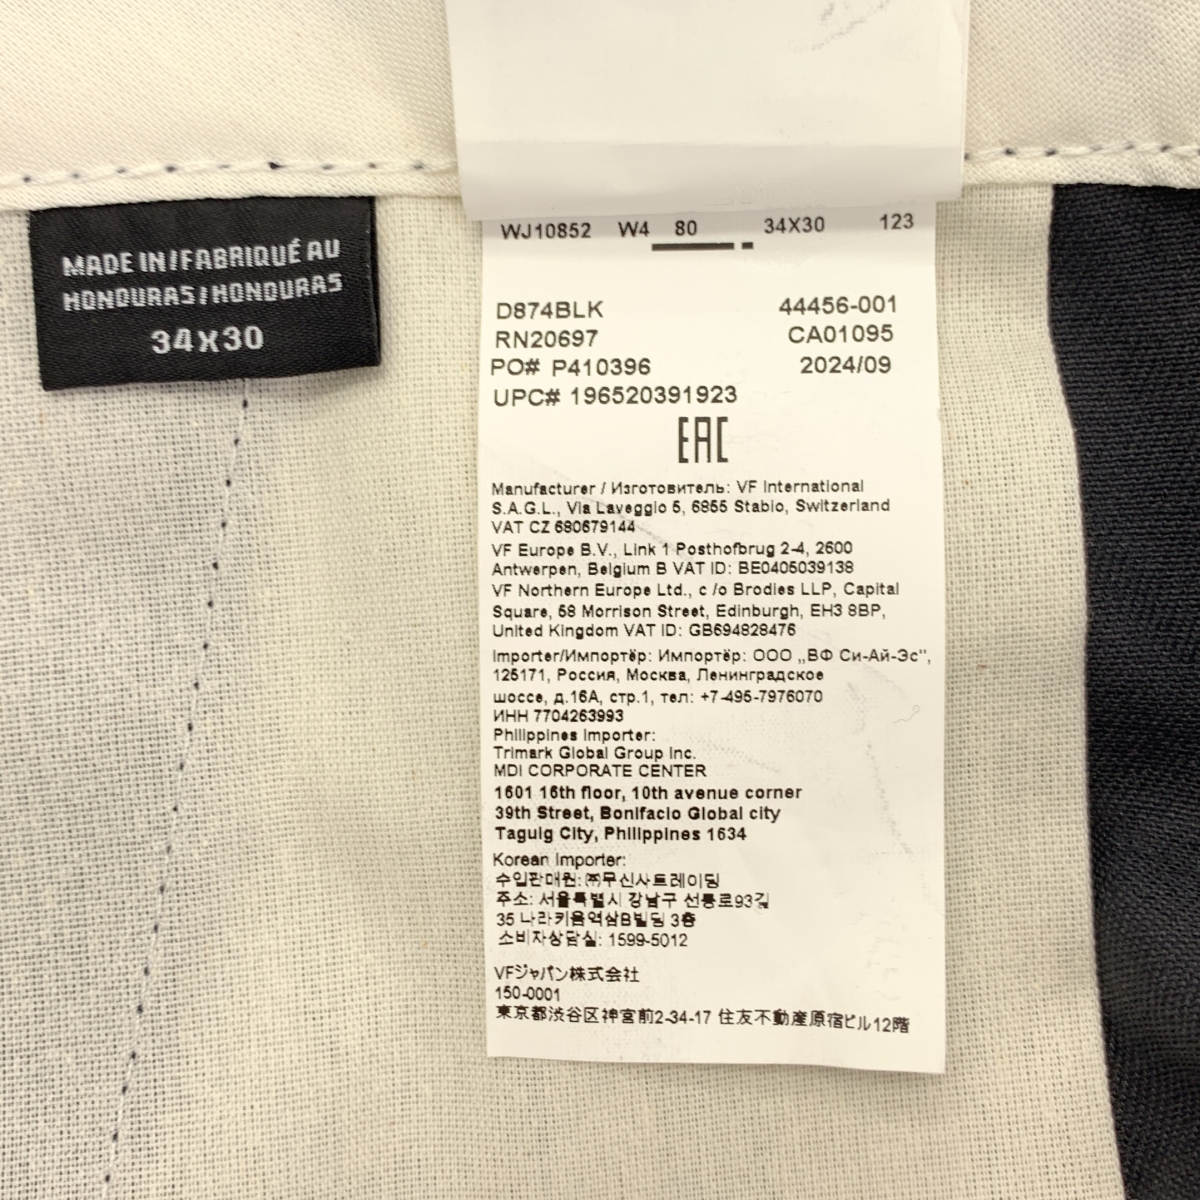 MADE IN/FABRIQUÉ AU
HONDURAS/HONDURAS
34X30
WJ10852 W4 80 34X30 123
D874BLK 44456-001
RN20697 CA01095
PO# P410396 2024/09
UPC# 196520391923
EAC
Manufacturer / Изготовитель: VF International
S.A.G.L., Via Laveggio 5, 6855 Stabio, Switzerland
VAT CZ 680679144
VF Europe B.V., Link 1 Posthofbrug 2-4, 2600
Antwerpen, Belgium B VAT ID: BE0405039138
VF Northern Europe Ltd., c /o Brodies LLP, Capital
Square, 58 Morrison Street, Edinburgh, EH3 8BP,
United Kingdom VAT ID: GB694828476
Importer/Импортёр: Импортёр: ООО „ВФ Си-Ай-Эс",
125171, Россия, Москва, Ленинградское
шоссе, д.16А, стр.1, тел: +7-495-7976070
ИНН 7704263993
Philippines Importer:
Trimark Global Group Inc.
MDI CORPORATE CENTER
1601 16th floor, 10th avenue corner
39th Street, Bonifacio Global city
Taguig City, Philippines 1634
Korean Importer:
수입판매원: ㈜무신사트레이딩
주소: 서울특별시 강남구 선릉로93길
35 나라키움역삼B빌딩 3층
소비자상담실: 1599-5012
VFジャパン株式会社
150-0001
東京都渋谷区神宮前2-34-17 住友不動産原宿ビル12階